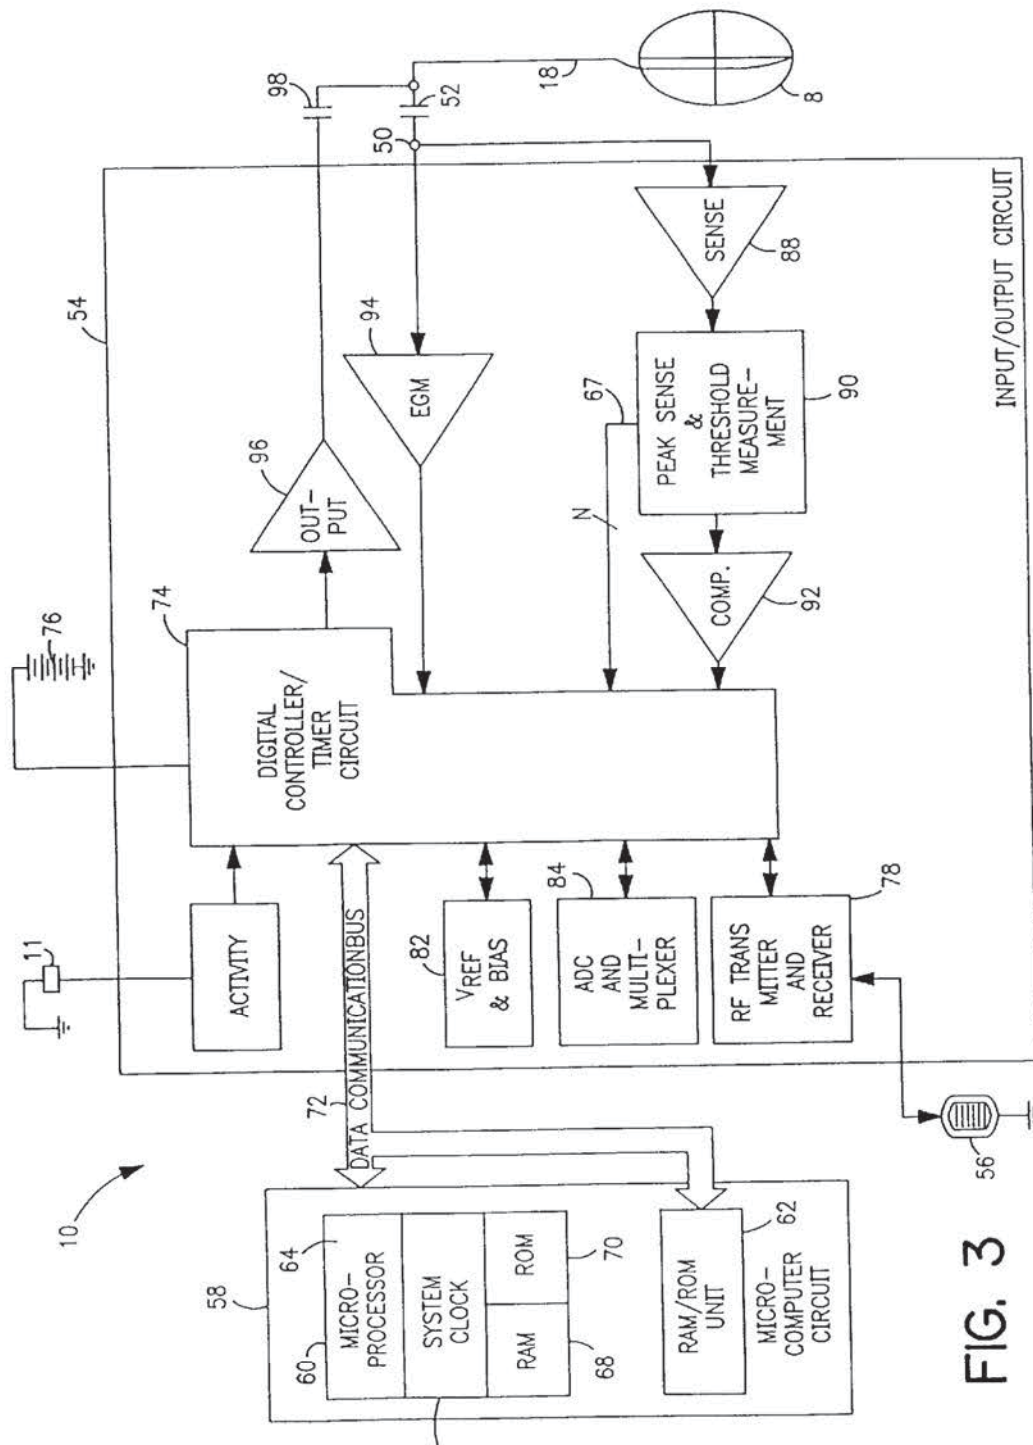 10
58
60
64
MICRO-
PROCESSOR
SYSTEM
CLOCK
RAM
ROM
68
70
RAM/ROM
UNIT
62
MICRO-
COMPUTER
CIRCUIT
72
DATA COMMUNICATIONBUS
11
ACTIVITY
76
54
74
DIGITAL
CONTROLLER/
TIMER
CIRCUIT
82
VREF
& BIAS
84
ADC AND
MULTI-
PLEXER
78
RF TRANS
MITTER AND
RECEIVER
56
96
OUT-
PUT
94
EGM
N
67
COMP.
92
PEAK SENSE
&
THRESHOLD
MEASURE-
MENT
90
SENSE
88
98
50
52
18
8
INPUT/OUTPUT CIRCUIT
FIG. 3